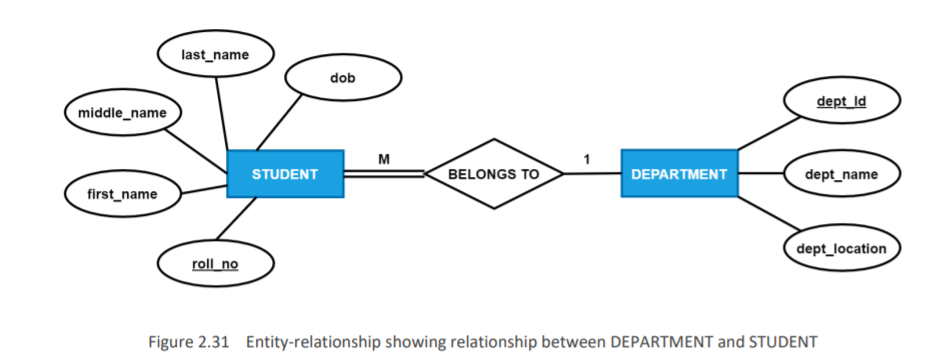 last_name
dob
middle_name
first_name
roll_no
STUDENT
M
BELONGS TO
1
DEPARTMENT
dept_Id
dept_name
dept_location
Figure 2.31 Entity-relationship showing relationship between DEPARTMENT and STUDENT